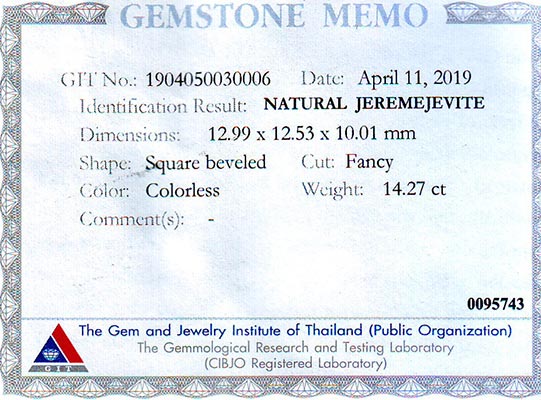 GEMSTONE MEMO
GIT No.: 1904050030006 Date: April 11, 2019
Identification Result: NATURAL JEREMEJEVITE
Dimensions: 12.99 x 12.53 x 10.01 mm
Shape: Square beveled Cut: Fancy
Color: Colorless Weight: 14.27 ct
Comment(s): -
0095743
The Gem and Jewelry Institute of Thailand (Public Organization)
The Gemmological Research and Testing Laboratory
(CIBJO Registered Laboratory)
GIT